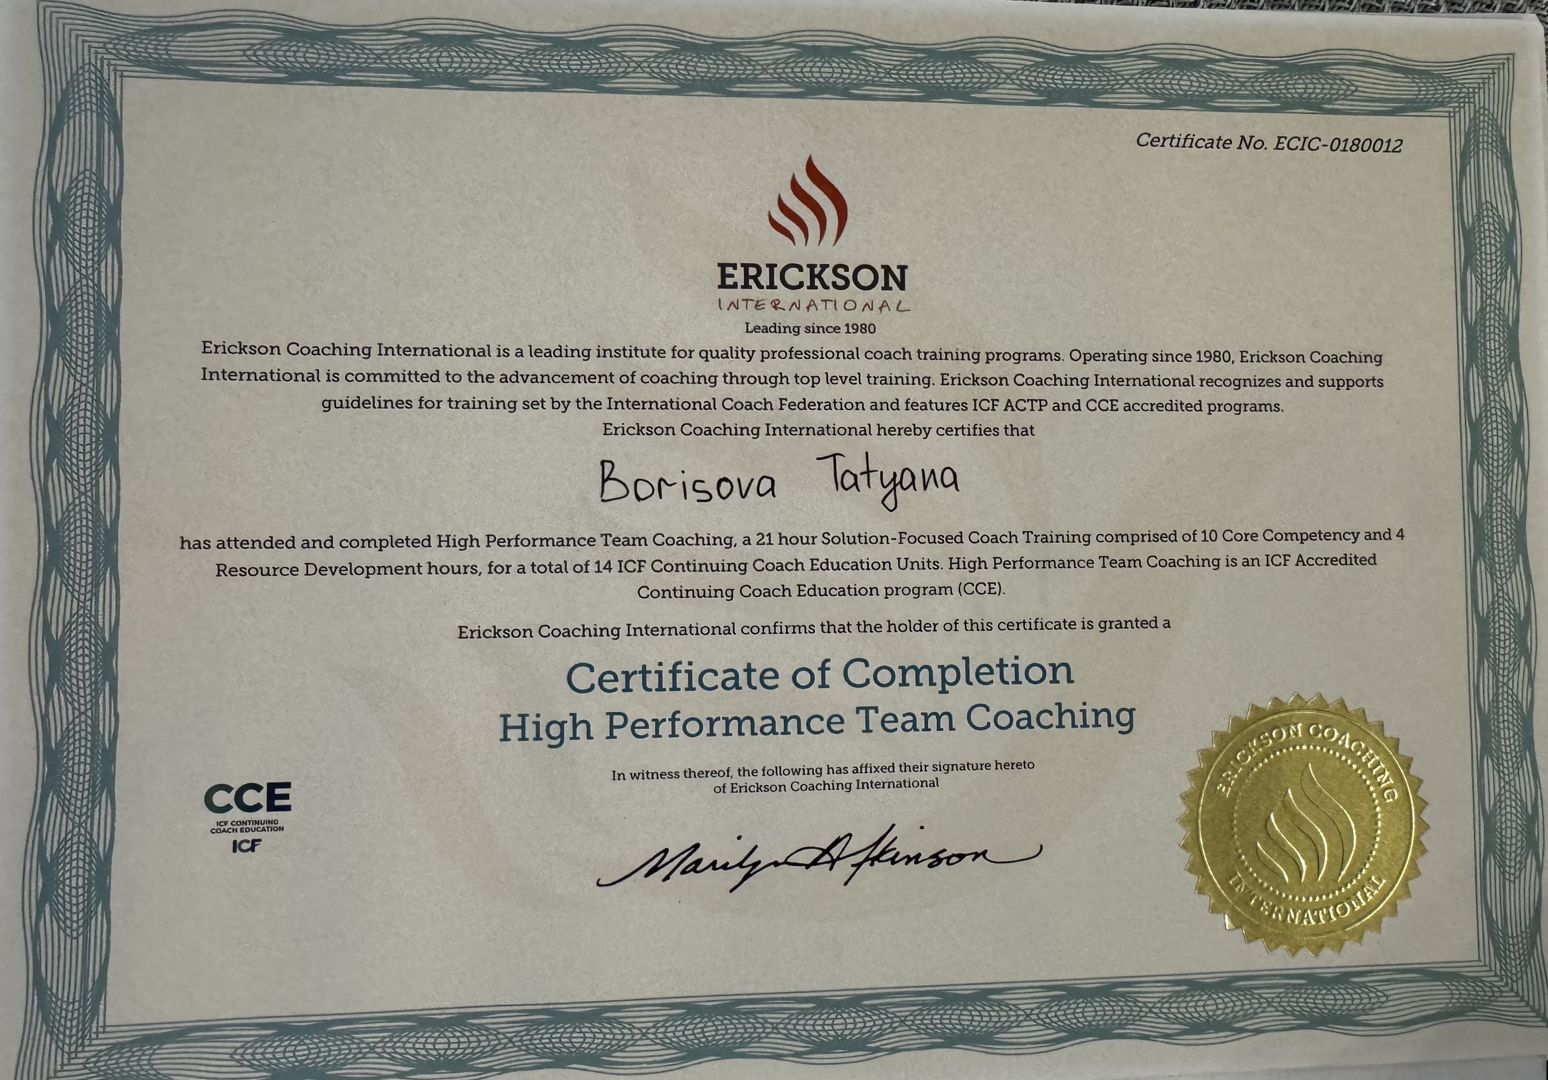 Certificate No. ECIC-0180012
ERICKSON
INTERNATIONAL
Leading since 1980
Erickson Coaching International is a leading institute for quality professional coach training programs. Operating since 1980, Erickson Coaching
International is committed to the advancement of coaching through top level training. Erickson Coaching International recognizes and supports
guidelines for training set by the International Coach Federation and features ICF ACTP and CCE accredited programs.
Erickson Coaching International hereby certifies that
Borisova Tatyana
has attended and completed High Performance Team Coaching, a 21 hour Solution-Focused Coach Training comprised of 10 Core Competency and 4
Resource Development hours, for a total of 14 ICF Continuing Coach Education Units. High Performance Team Coaching is an ICF Accredited
Continuing Coach Education program (CCE).
Erickson Coaching International confirms that the holder of this certificate is granted a
Certificate of Completion
High Performance Team Coaching
In witness thereof, the following has affixed their signature hereto
of Erickson Coaching International
Marilyn Atkinson
CCE
ICF CONTINUING
COACH EDUCATION
ICF
ERICKSON COACHING
INTERNATIONAL